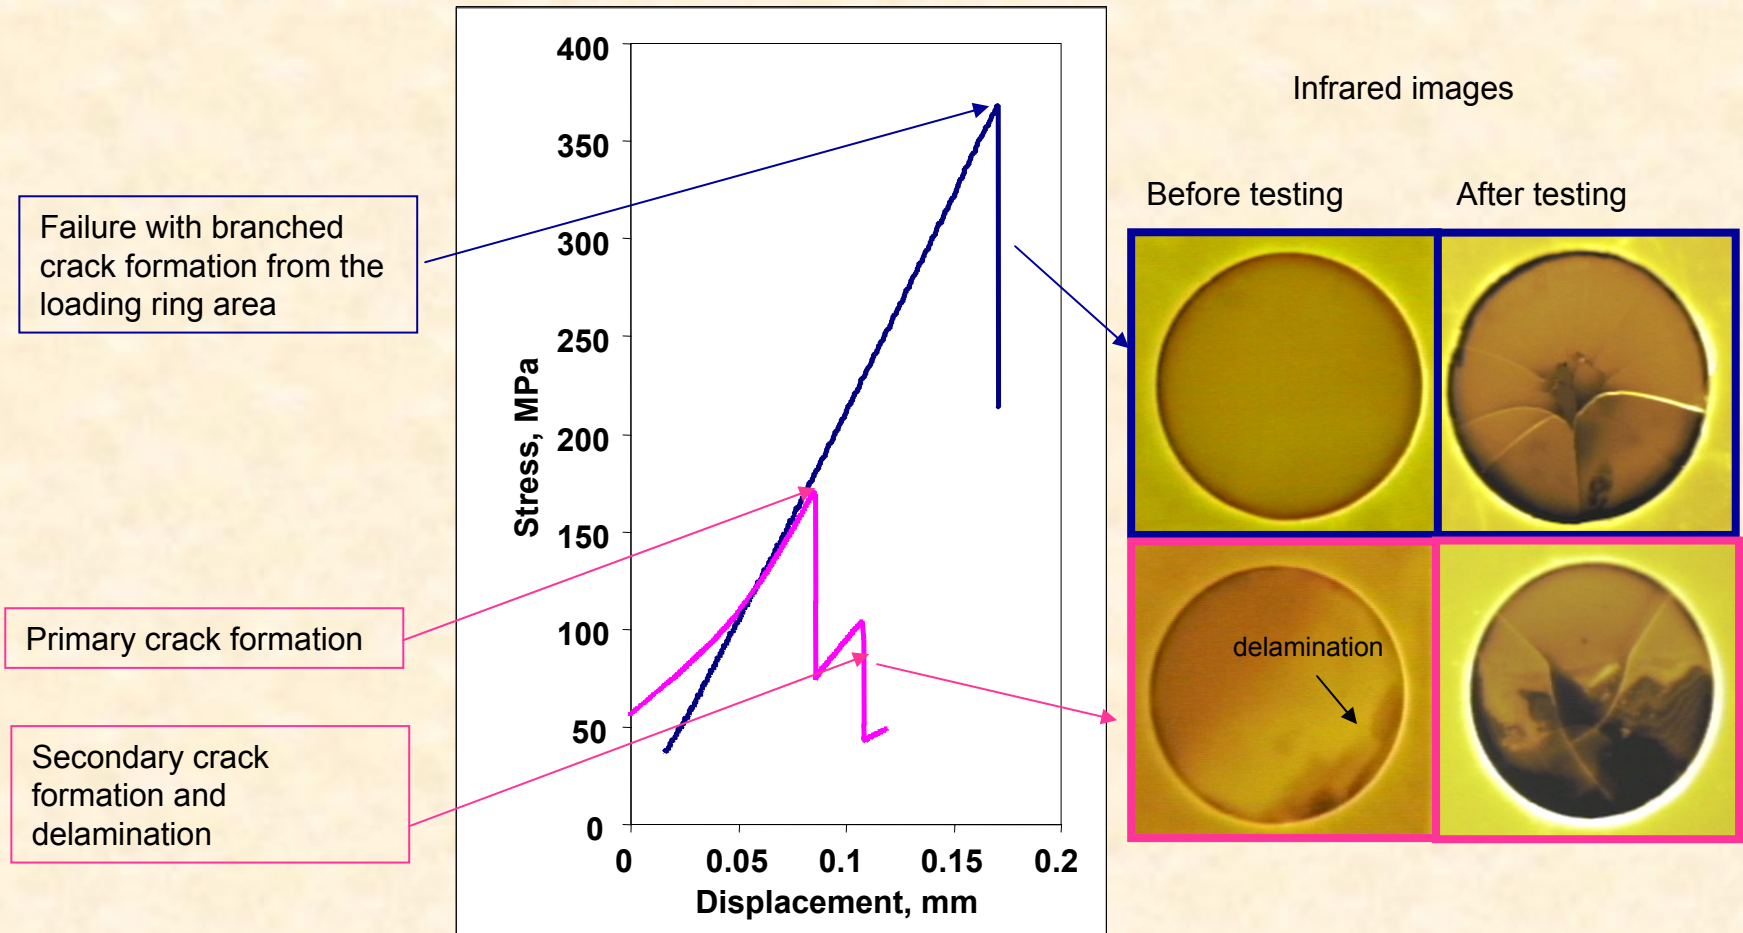 Failure with branched
crack formation from the
loading ring area
Primary crack formation
Secondary crack
formation and
delamination
Stress, MPa
400
350
300
250
200
150
100
50
0
0 0.05 0.1 0.15 0.2
Displacement, mm
Infrared images
Before testing After testing
delamination